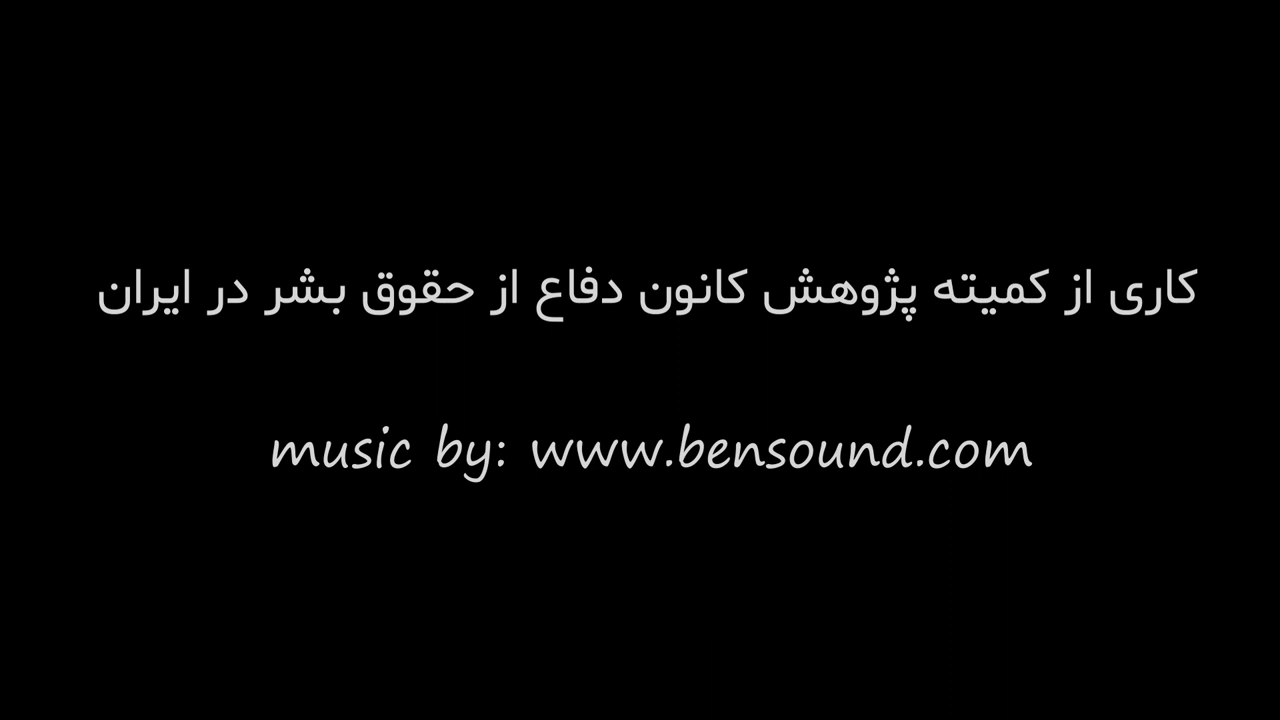 کاری از کمیته پژوهش کانون دفاع از حقوق بشر در ایران
music by: www.bensound.com